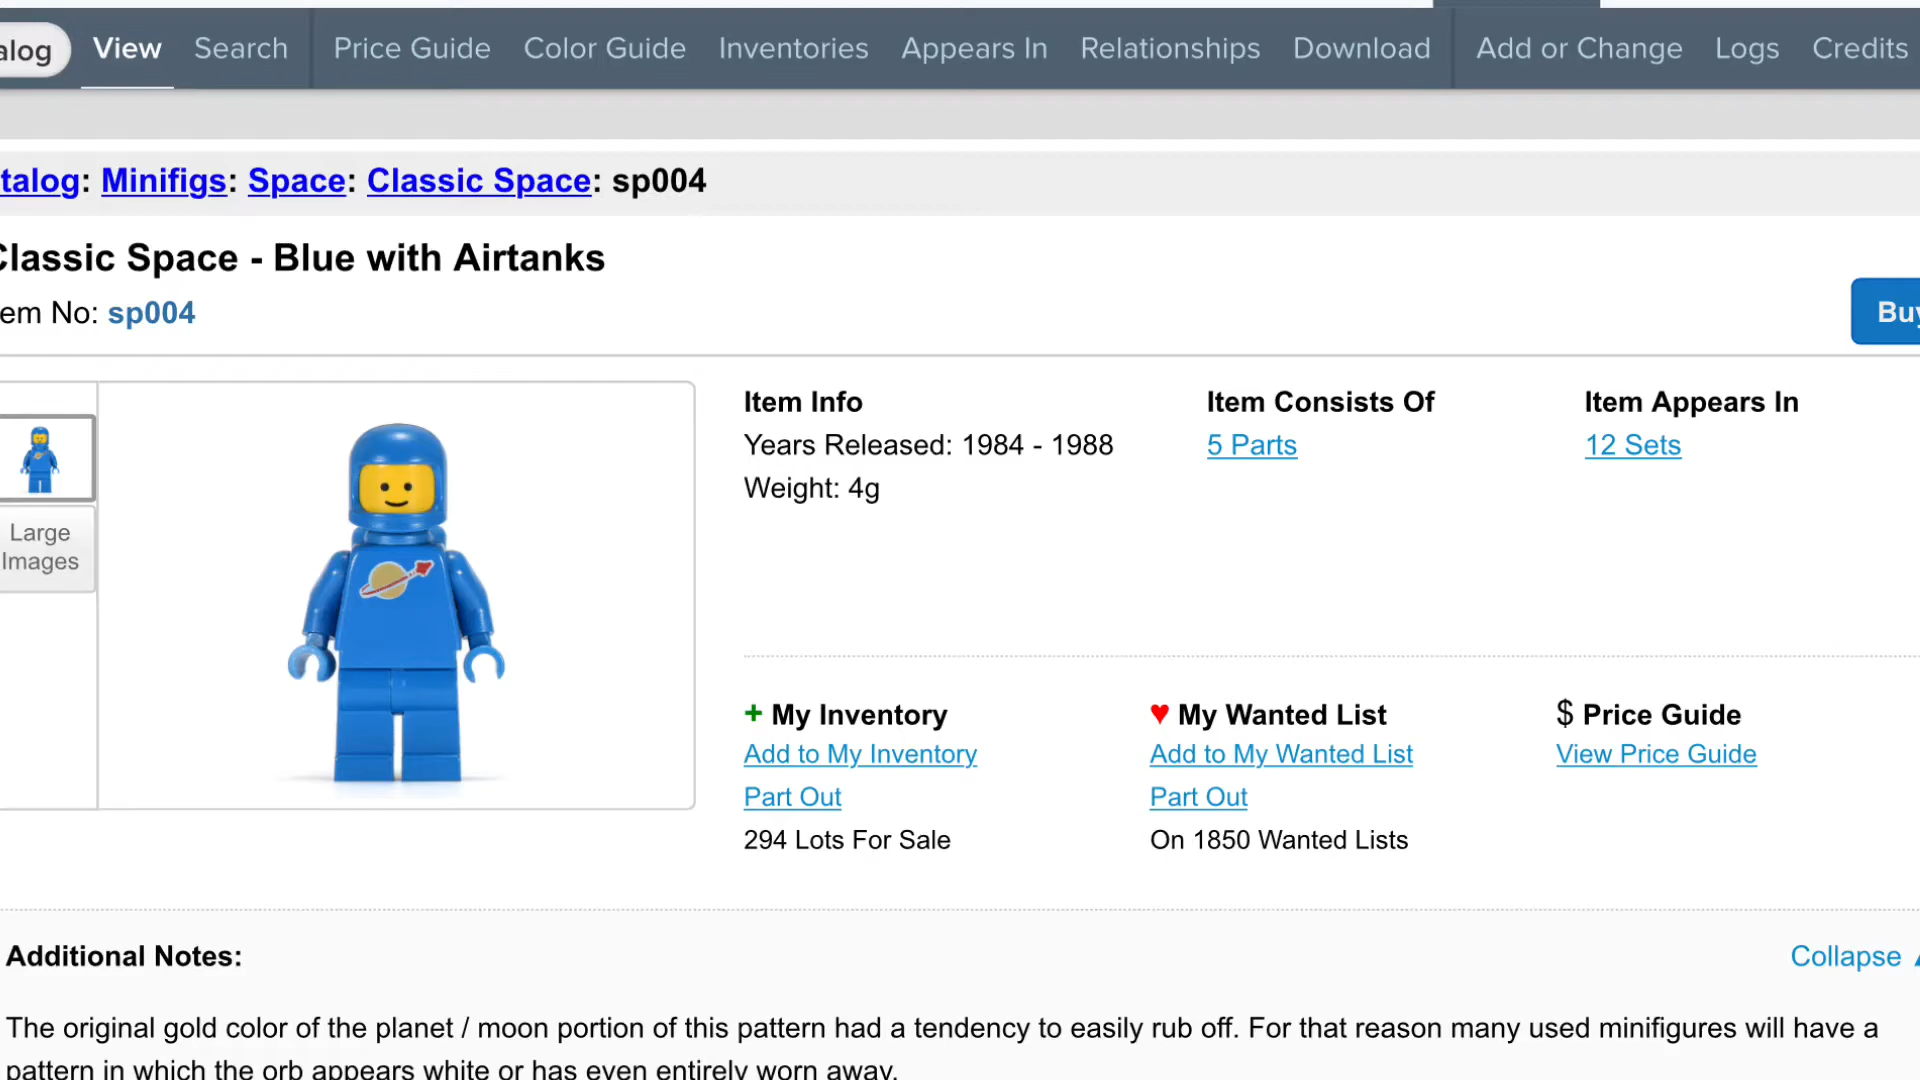 alog View Search Price Guide Color Guide Inventories Appears In Relationships Download Add or Change Logs Credits
talog: Minifigs: Space: Classic Space: sp004
Classic Space - Blue with Airtanks
em No: sp004
Buy
Item Info Item Consists Of Item Appears In
Years Released: 1984 - 1988 5 Parts 12 Sets
Weight: 4g
Large
Images
+ My Inventory ♥ My Wanted List $ Price Guide
Add to My Inventory Add to My Wanted List View Price Guide
Part Out Part Out
294 Lots For Sale On 1850 Wanted Lists
Additional Notes: Collapse
The original gold color of the planet / moon portion of this pattern had a tendency to easily rub off. For that reason many used minifigures will have a
pattern in which the orb appears white or has even entirely worn away.